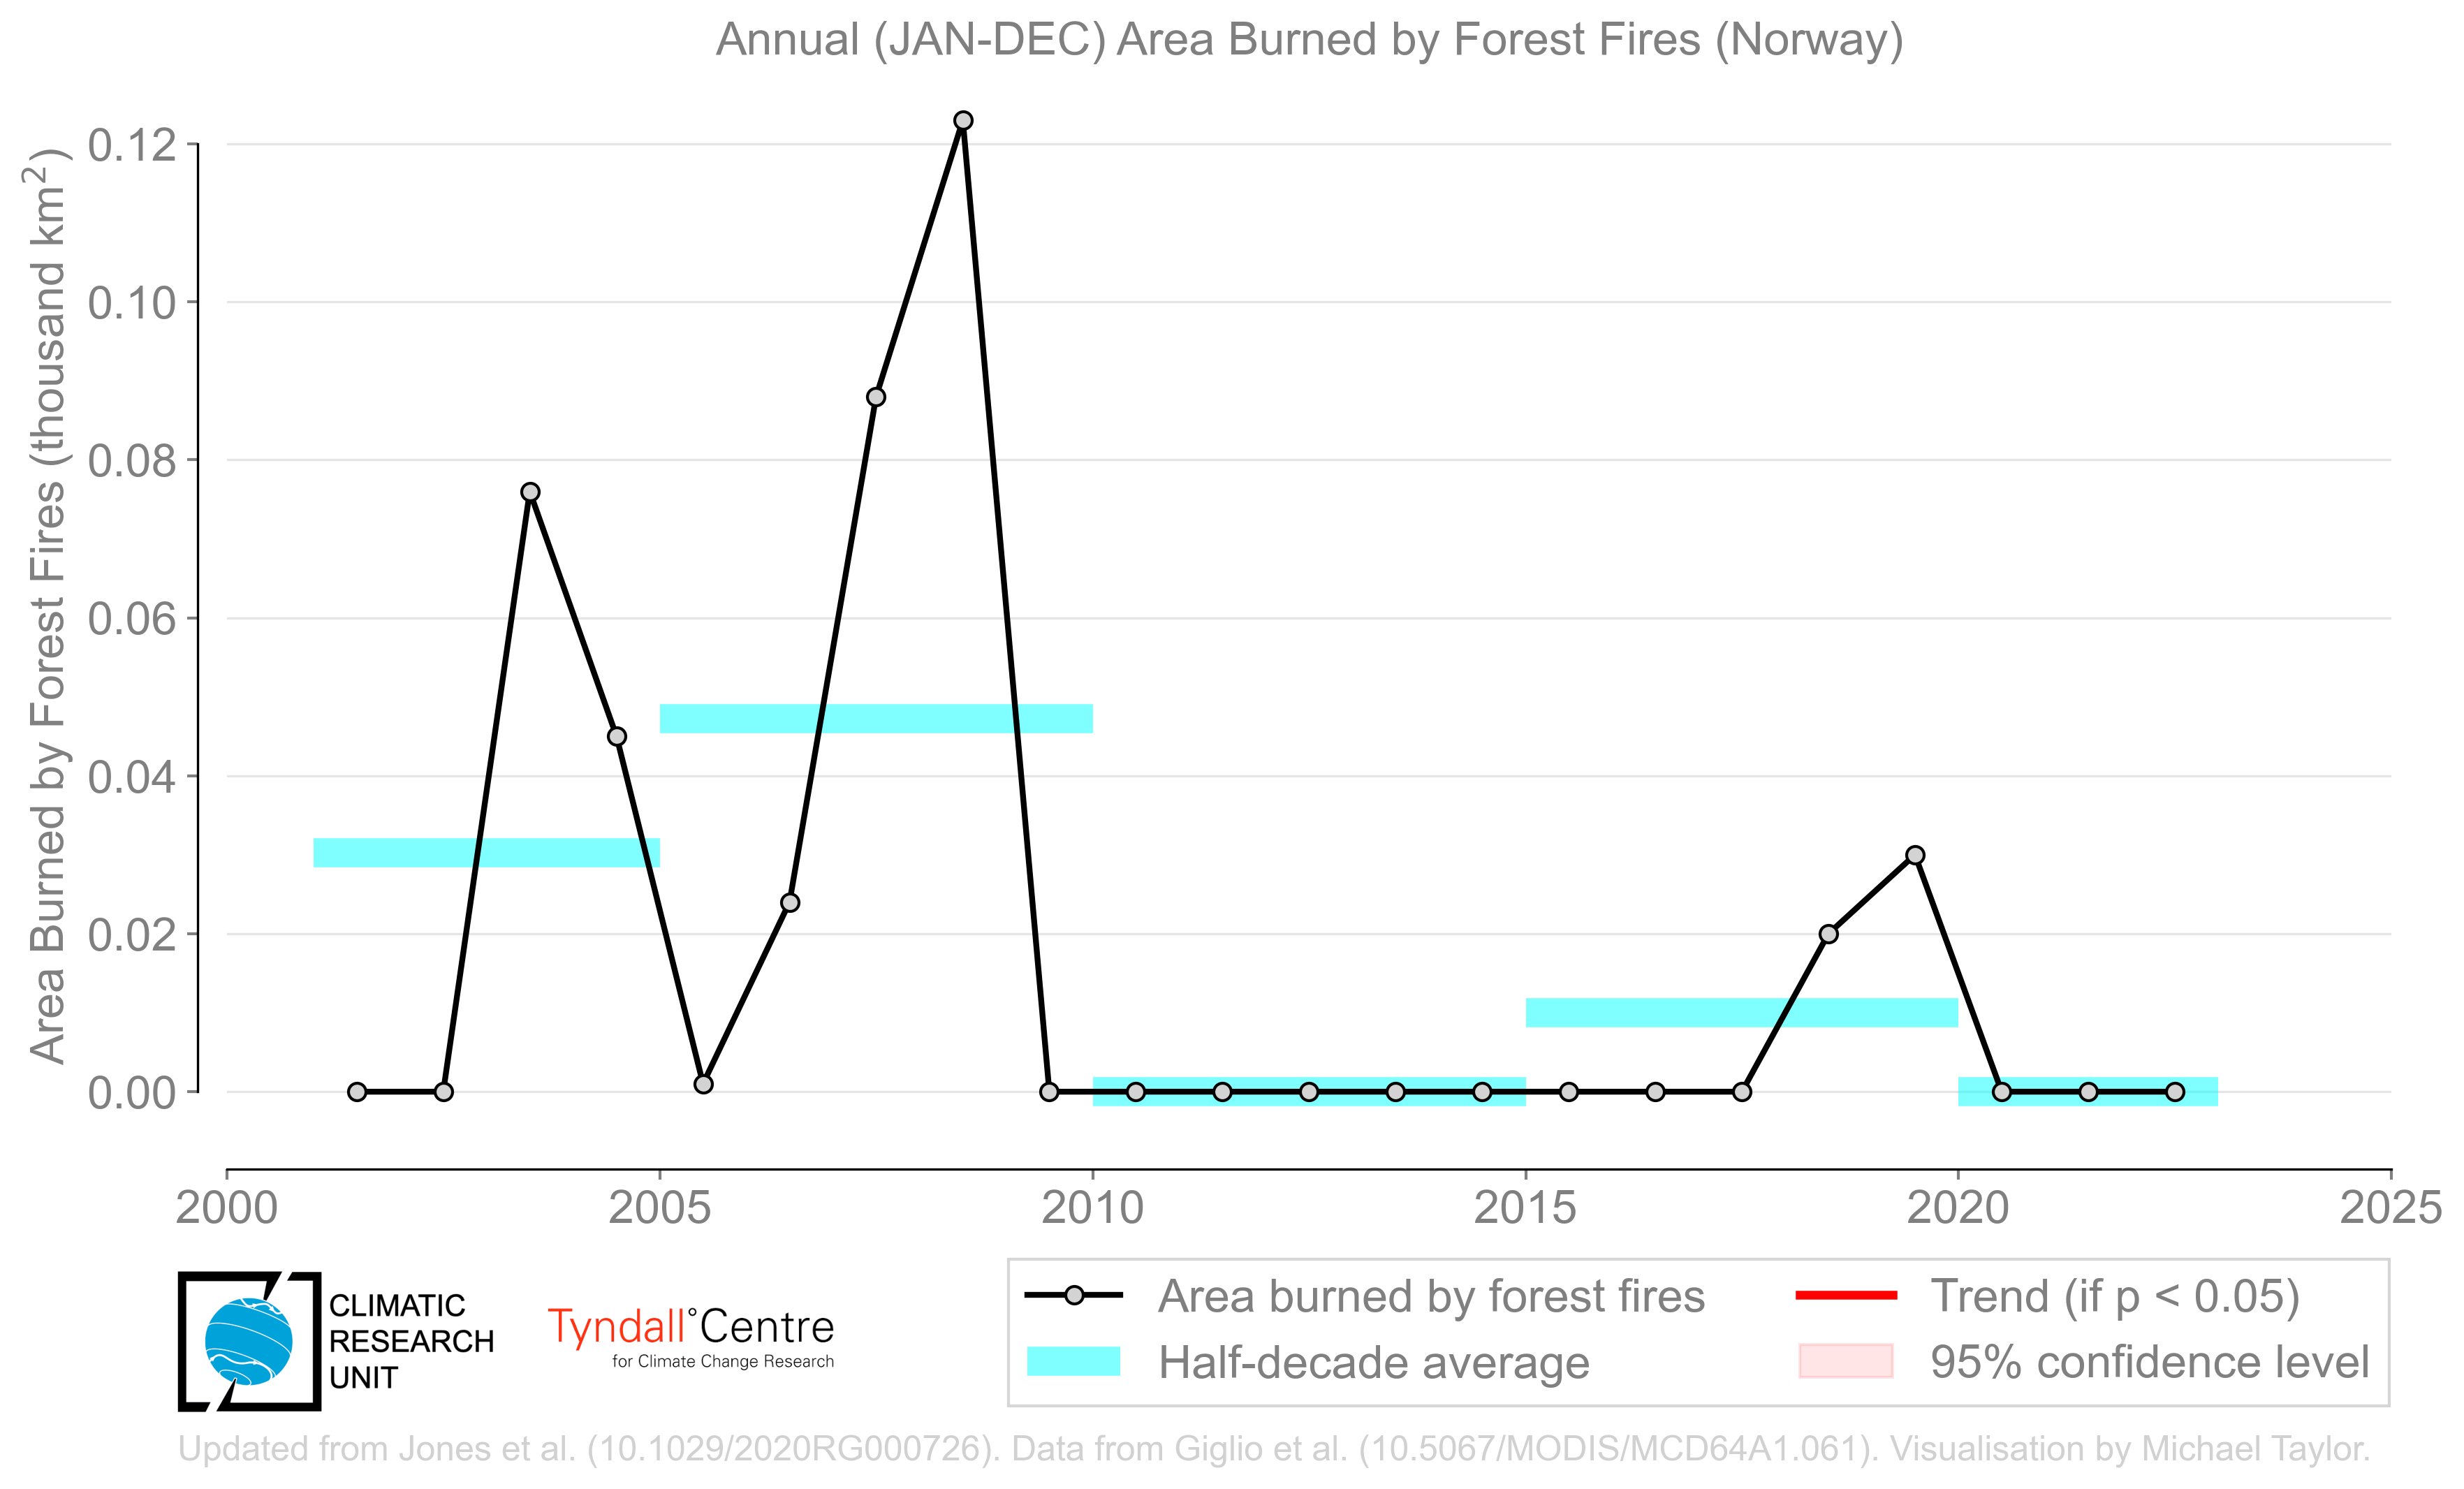 Annual (JAN-DEC) Area Burned by Forest Fires (Norway)
Area Burned by Forest Fires (thousand km²)
0.12
0.10
0.08
0.06
0.04
0.02
0.00
2000 2005 2010 2015 2020 2025
CLIMATIC
RESEARCH
UNIT
Tyndall°Centre
for Climate Change Research
Area burned by forest fires
Half-decade average
Trend (if p < 0.05)
95% confidence level
Updated from Jones et al. (10.1029/2020RG000726). Data from Giglio et al. (10.5067/MODIS/MCD64A1.061). Visualisation by Michael Taylor.